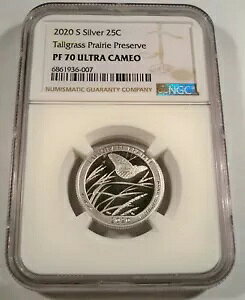 2020 S Silver 25C
Tallgrass Prairie Preserve
PF 70 ULTRA CAMEO
6861936-007
NUMISMATIC GUARANTY COMPANY
NGC